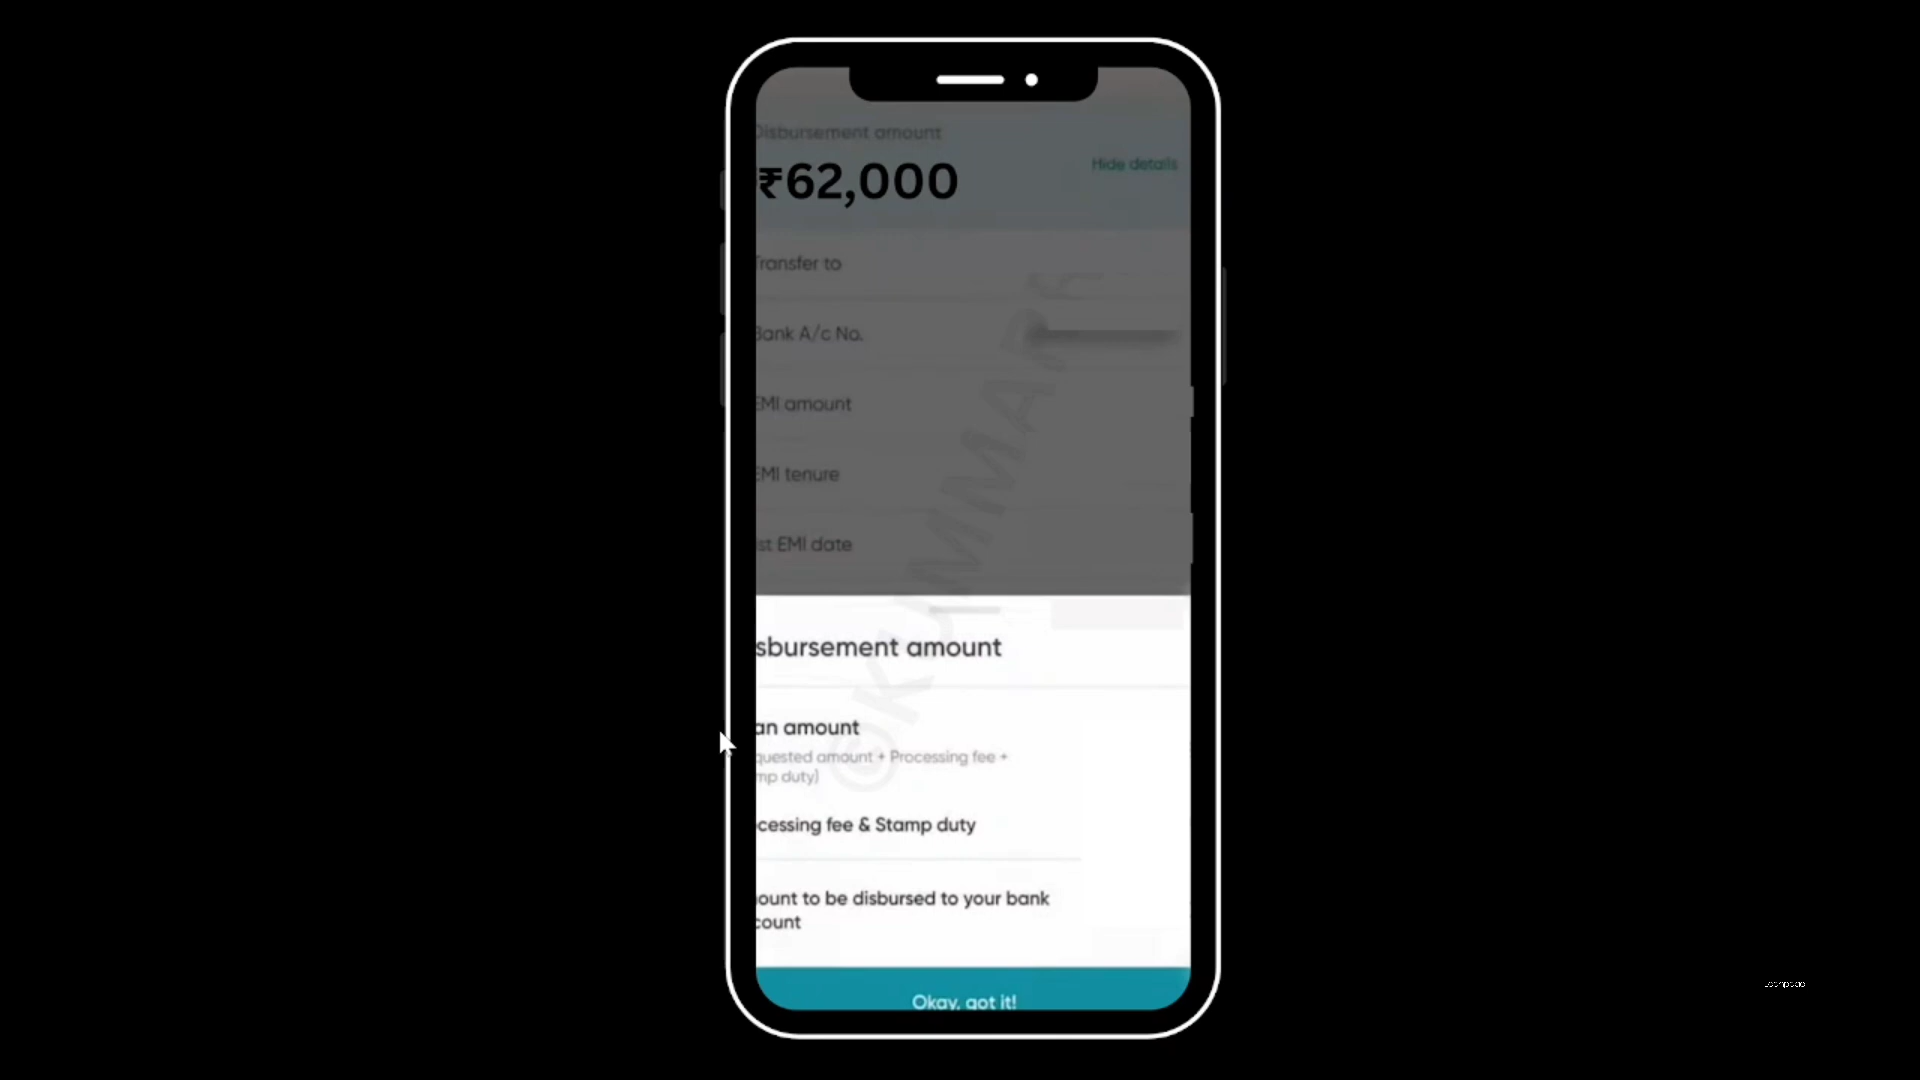 Disbursement amount
₹62,000
Hide details
Transfer to
Bank A/c No.
EMI amount
EMI tenure
1st EMI date
sbursement amount
an amount
quested amount + Processing fee +
mp duty)
cessing fee & Stamp duty
ount to be disbursed to your bank
count
Okay, got it!
©KUMMARK